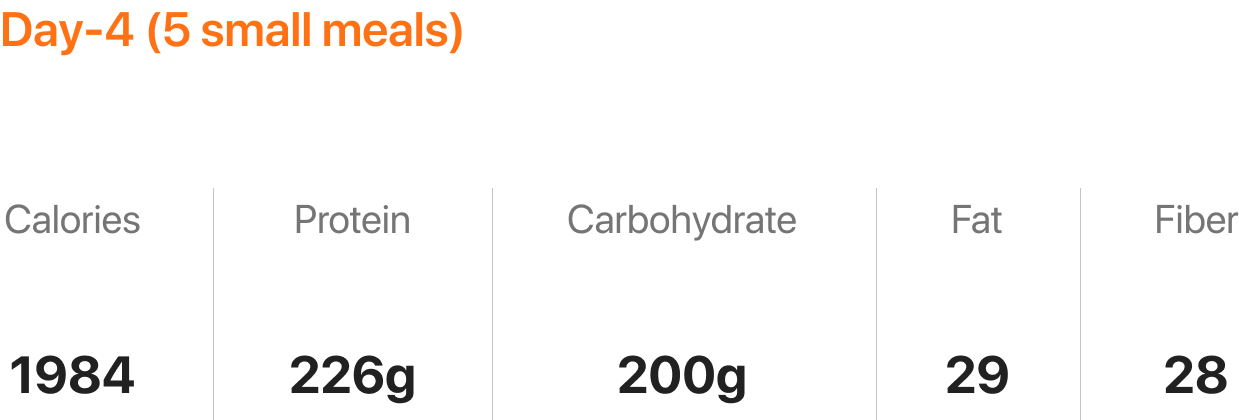 Day-4 (5 small meals)
Calories Protein Carbohydrate Fat Fiber
1984 226g 200g 29 28